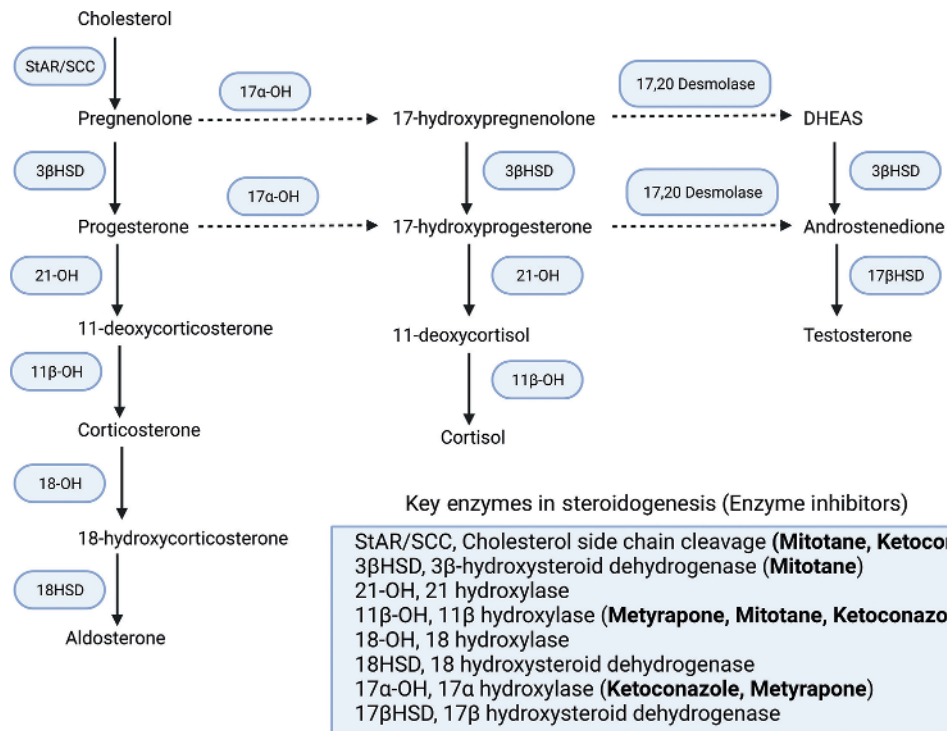 Cholesterol
StAR/SCC
17α-OH
17,20 Desmolase
Pregnenolone
17-hydroxypregnenolone
DHEAS
3βHSD
3βHSD
3βHSD
17α-OH
17,20 Desmolase
Progesterone
17-hydroxyprogesterone
Androstenedione
21-OH
21-OH
17βHSD
11-deoxycorticosterone
11-deoxycortisol
Testosterone
11β-OH
11β-OH
Corticosterone
Cortisol
18-OH
18-hydroxycorticosterone
18HSD
Aldosterone
Key enzymes in steroidogenesis (Enzyme inhibitors)
StAR/SCC, Cholesterol side chain cleavage (Mitotane,
3βHSD, 3β-hydroxysteroid dehydrogenase (Mitotane)
21-OH, 21 hydroxylase
11β-OH, 11β hydroxylase (Metyrapone, Mitotane,
18-OH, 18 hydroxylase
18HSD, 18 hydroxysteroid dehydrogenase
17α-OH, 17α hydroxylase (Ketoconazole, Metyrapone)
17βHSD, 17β hydroxysteroid dehydrogenase